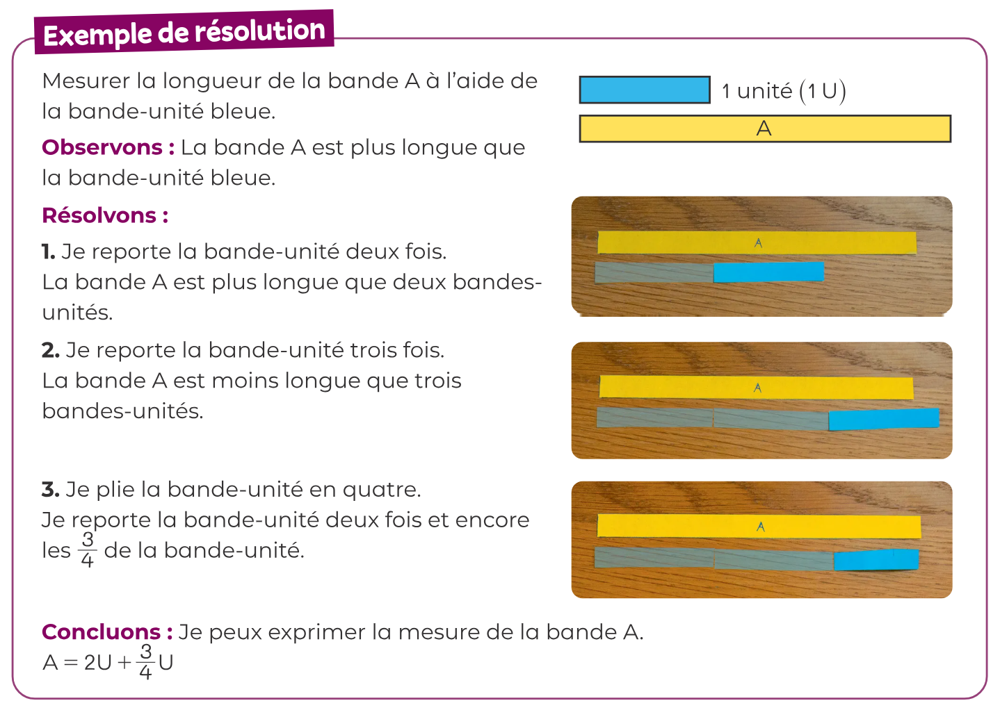 Exemple de résolution
Mesurer la longueur de la bande A à l’aide de
la bande-unité bleue.
1 unité (1 U)
A
Observons : La bande A est plus longue que
la bande-unité bleue.
Résolvons :
1. Je reporte la bande-unité deux fois.
La bande A est plus longue que deux bandes-
unités.
A
2. Je reporte la bande-unité trois fois.
La bande A est moins longue que trois
bandes-unités.
A
3. Je plie la bande-unité en quatre.
Je reporte la bande-unité deux fois et encore
les 3/4 de la bande-unité.
A
Concluons : Je peux exprimer la mesure de la bande A.
A = 2U + 3/4 U